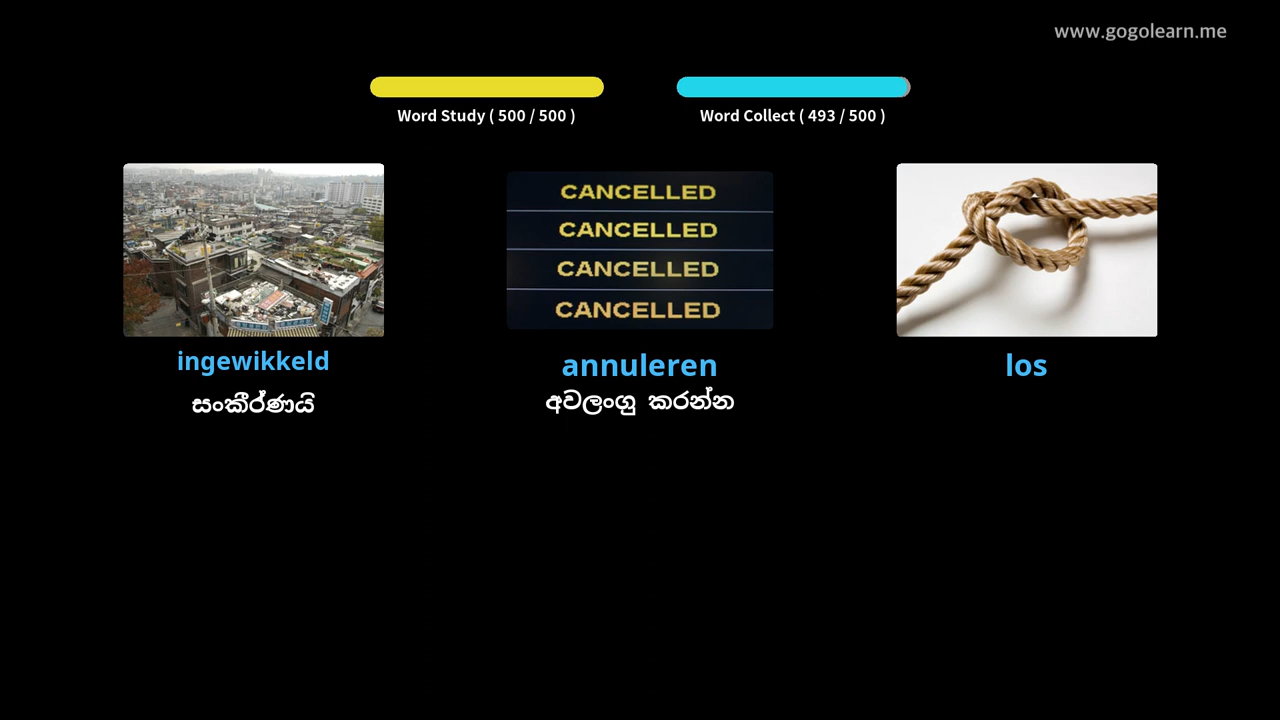 www.gogolearn.me
Word Study ( 500 / 500 )
Word Collect ( 493 / 500 )
CANCELLED
CANCELLED
CANCELLED
CANCELLED
ingewikkeld
annuleren
los
සංකීර්ණයි
අවලංගු කරන්න